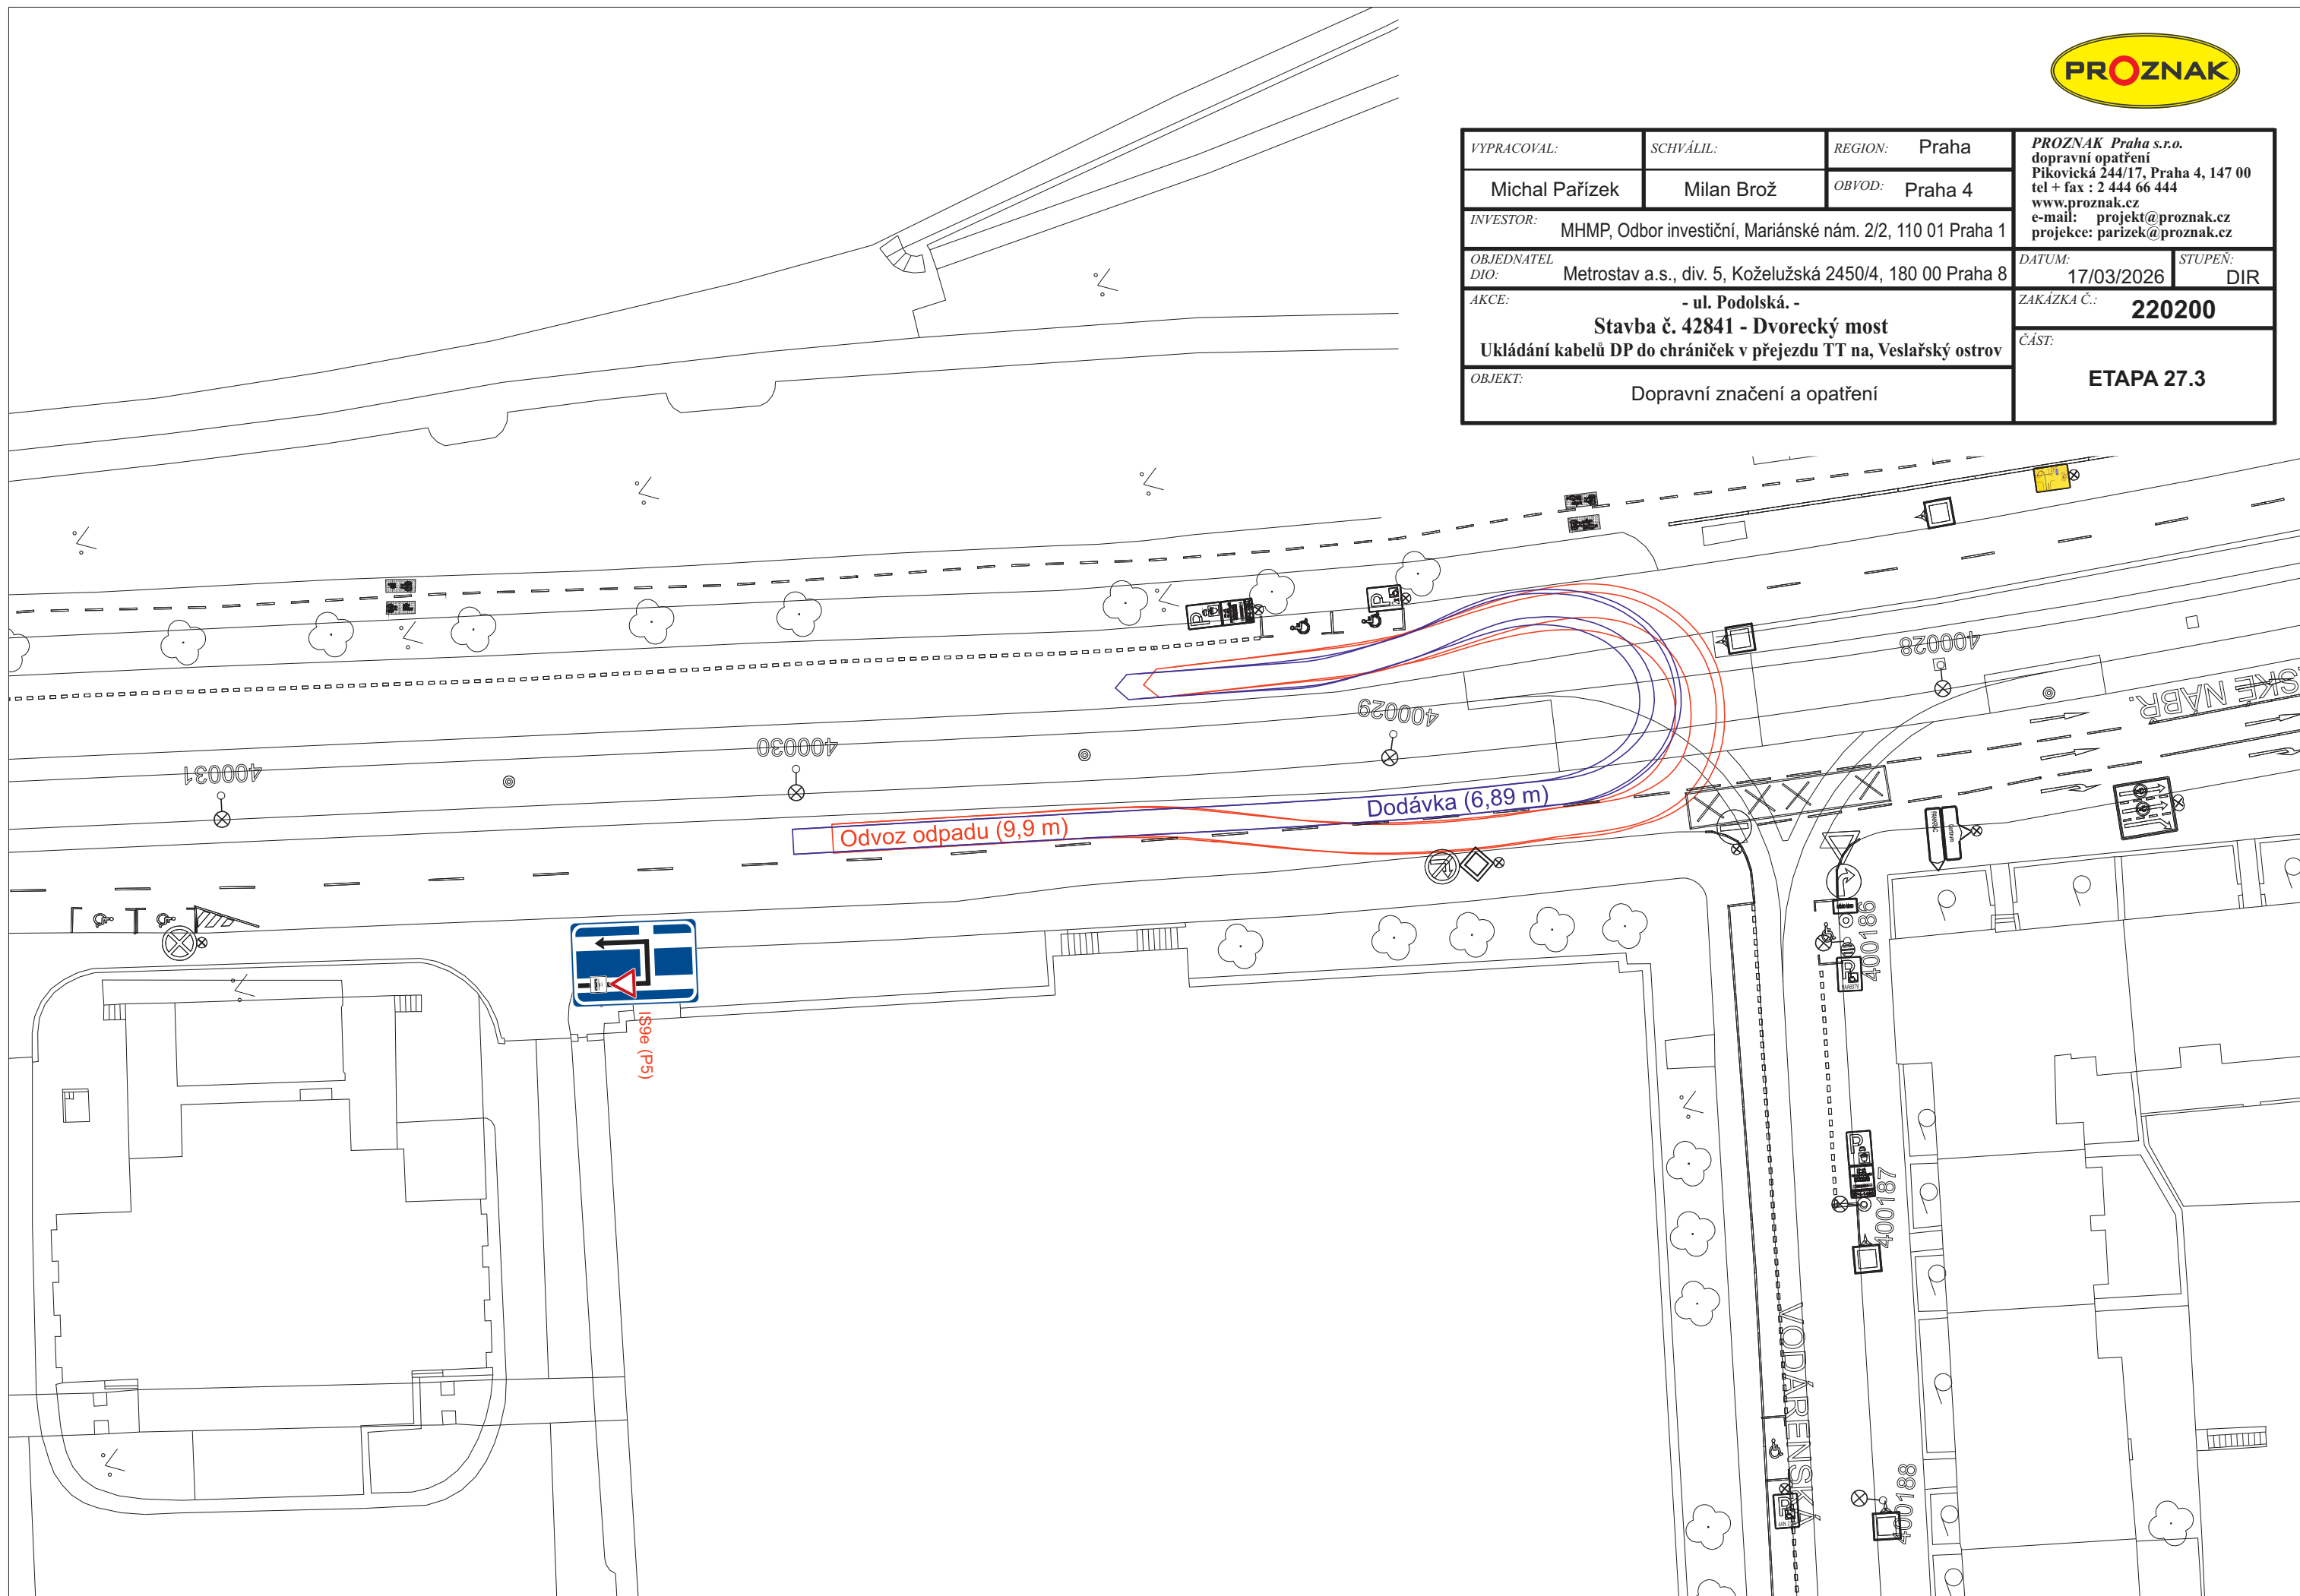 PROZNAK
VYPRACOVAL:
SCHVÁLIL:
REGION: Praha
Michal Pařízek
Milan Brož
OBVOD: Praha 4
PROZNAK Praha s.r.o.
dopravní opatření
Pikovická 244/17, Praha 4, 147 00
tel + fax : 2 444 66 444
www.proznak.cz
e-mail: projekt@proznak.cz
projekce: parizek@proznak.cz
INVESTOR: MHMP, Odbor investiční, Mariánské nám. 2/2, 110 01 Praha 1
OBJEDNATEL
DIO: Metrostav a.s., div. 5, Koželužská 2450/4, 180 00 Praha 8
DATUM: 17/03/2026
STUPEŇ: DIR
AKCE:
- ul. Podolská. -
Stavba č. 42841 - Dvorecký most
Ukládání kabelů DP do chrániček v přejezdu TT na, Veslařský ostrov
ZAKÁZKA Č.: 220200
ČÁST:
ETAPA 27.3
OBJEKT:
Dopravní značení a opatření
P
P
400028
SKÉ NÁBŘ.
400029
400030
400031
Dodávka (6,89 m)
Odvoz odpadu (9,9 m)
Centrum
IS9e (P5)
400186
P
P
400187
VODÁRENSKÁ
400188
P